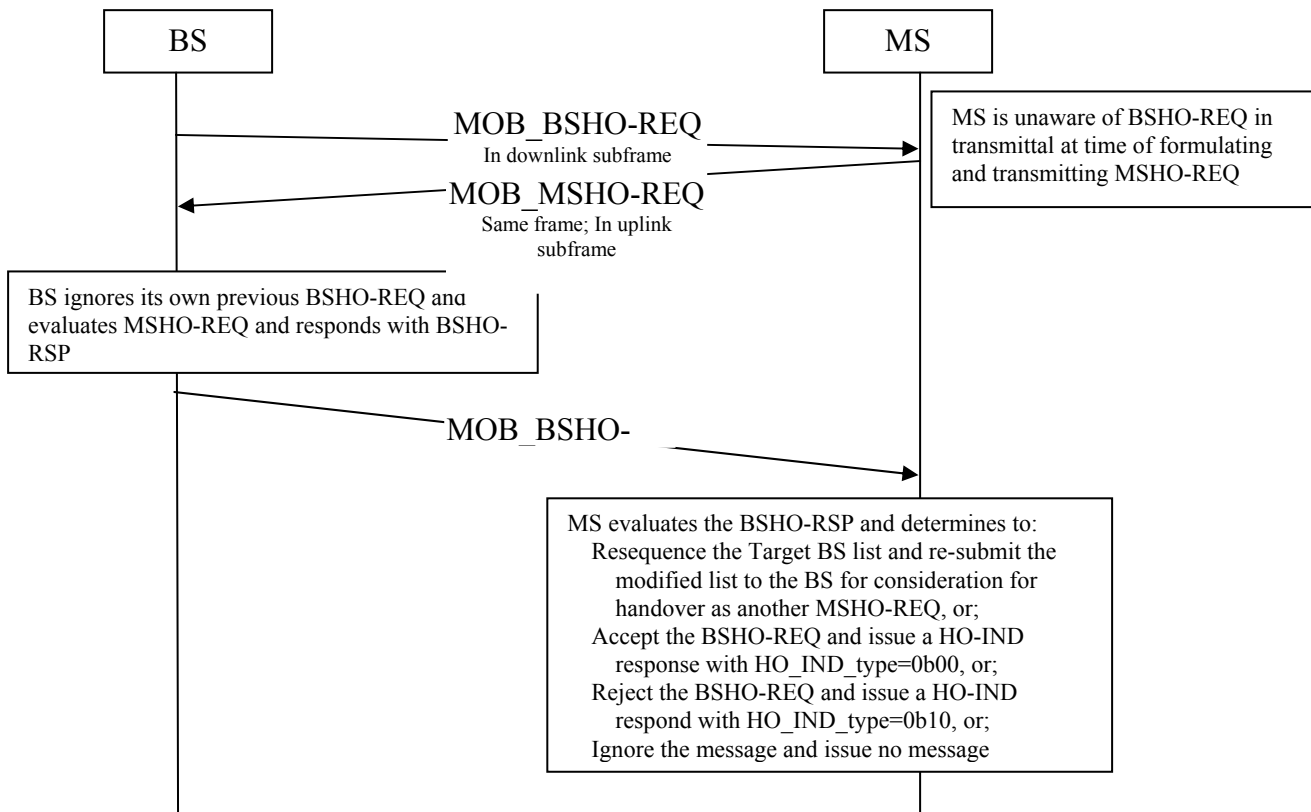 BS
MS
MOB_BSHO-REQ
In downlink subframe
MS is unaware of BSHO-REQ in
transmittal at time of formulating
and transmitting MSHO-REQ
MOB_MSHO-REQ
Same frame; In uplink
subframe
BS ignores its own previous BSHO-REQ and
evaluates MSHO-REQ and responds with BSHO-
RSP
MOB_BSHO-
MS evaluates the BSHO-RSP and determines to:
Resequence the Target BS list and re-submit the
modified list to the BS for consideration for
handover as another MSHO-REQ, or;
Accept the BSHO-REQ and issue a HO-IND
response with HO_IND_type=0b00, or;
Reject the BSHO-REQ and issue a HO-IND
respond with HO_IND_type=0b10, or;
Ignore the message and issue no message